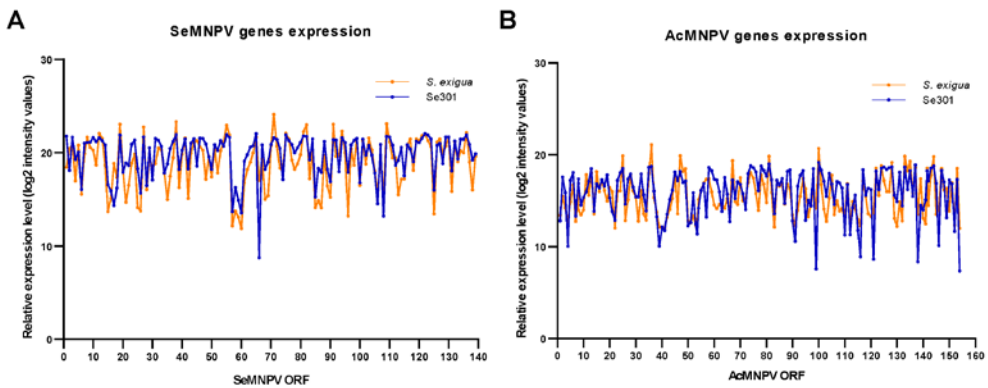 A
SeMNPV genes expression
Relative expression level (log2 intensity values)
30
20
10
0
S. exigua
Se301
0 10 20 30 40 50 60 70 80 90 100 110 120 130 140
SeMNPV ORF
B
AcMNPV genes expression
Relative expression level (log2 intensity values)
30
20
10
0
S. exigua
Se301
0 10 20 30 40 50 60 70 80 90 100 110 120 130 140 150 160
AcMNPV ORF